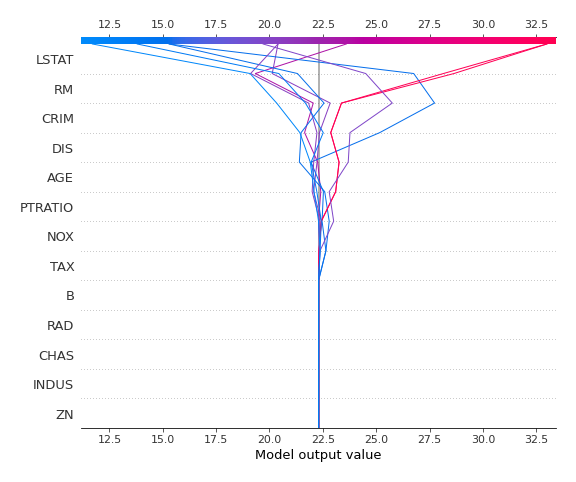 12.5 15.0 17.5 20.0 22.5 25.0 27.5 30.0 32.5
LSTAT
RM
CRIM
DIS
AGE
PTRATIO
NOX
TAX
B
RAD
CHAS
INDUS
ZN
12.5 15.0 17.5 20.0 22.5 25.0 27.5 30.0 32.5
Model output value